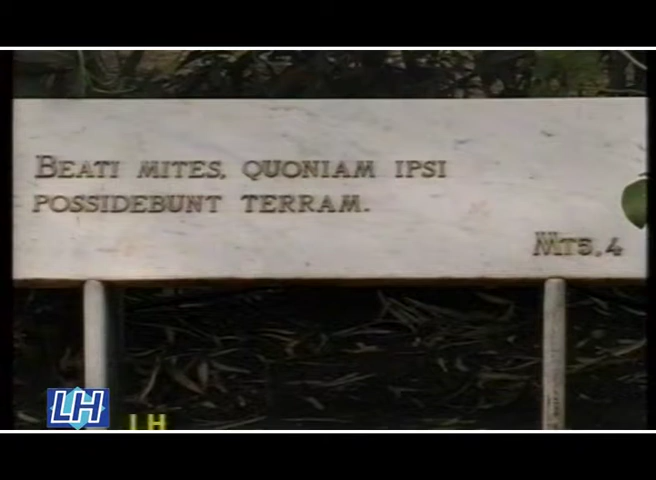 BEATI MITES, QUONIAM IPSI
POSSIDEBUNT TERRAM.
MT5,4
LH
LH